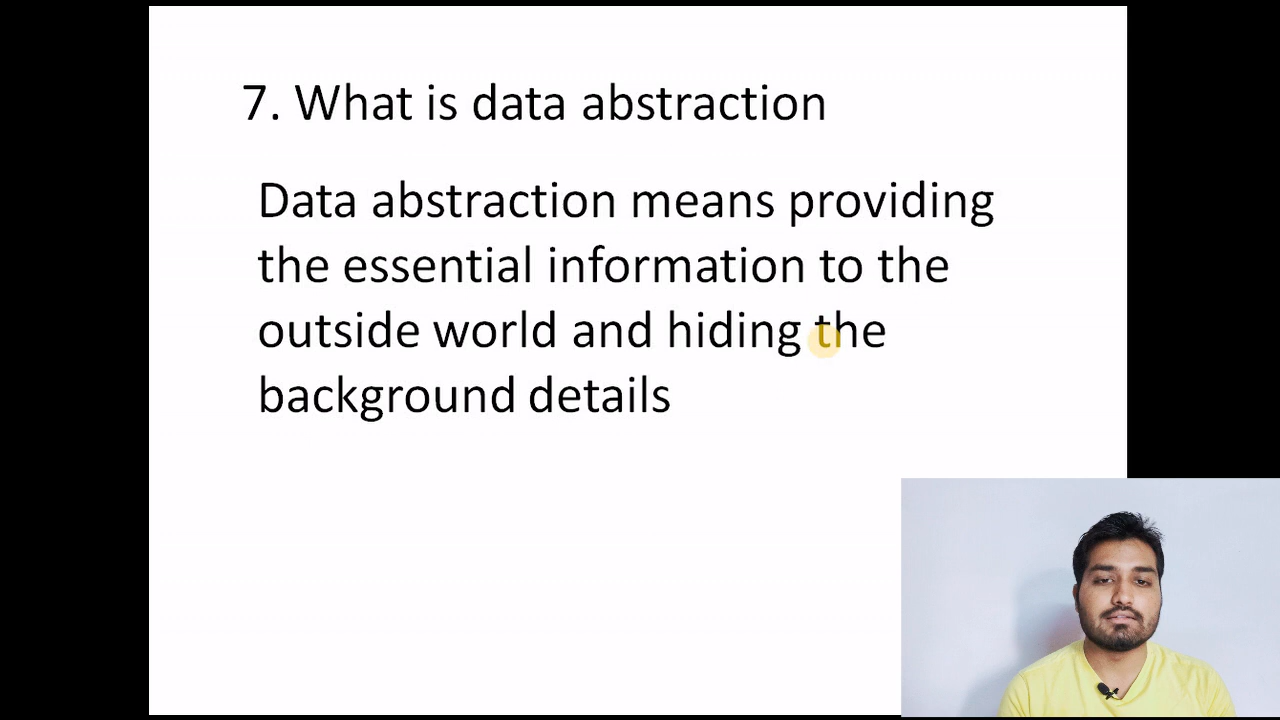 7. What is data abstraction
Data abstraction means providing
the essential information to the
outside world and hiding the
background details